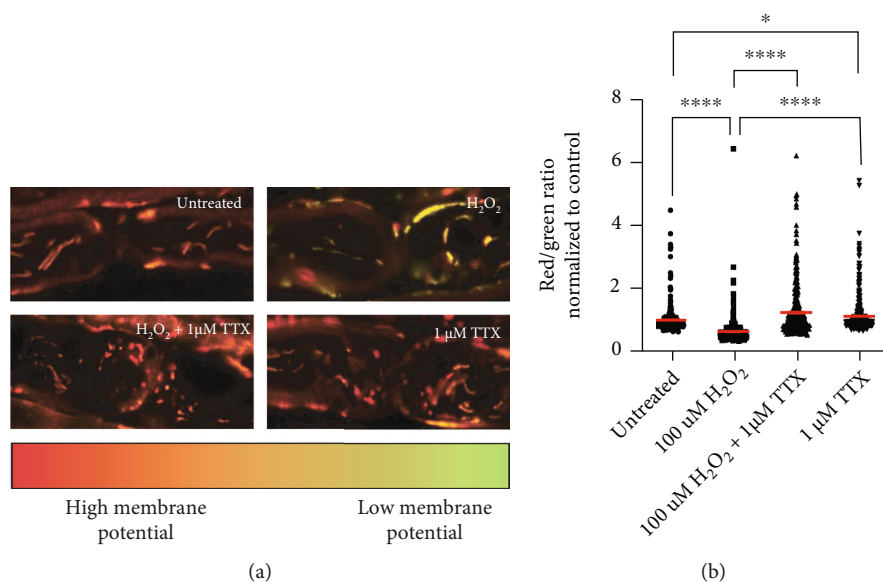 Untreated
H₂O₂
H₂O₂ + 1μM TTX
1 μM TTX
High membrane
potential
Low membrane
potential
(a)
*
****
****
****
Red/green ratio
normalized to control
8
6
4
2
0
Untreated
100 uM H₂O₂
100 uM H₂O₂ + 1μM TTX
1 μM TTX
(b)